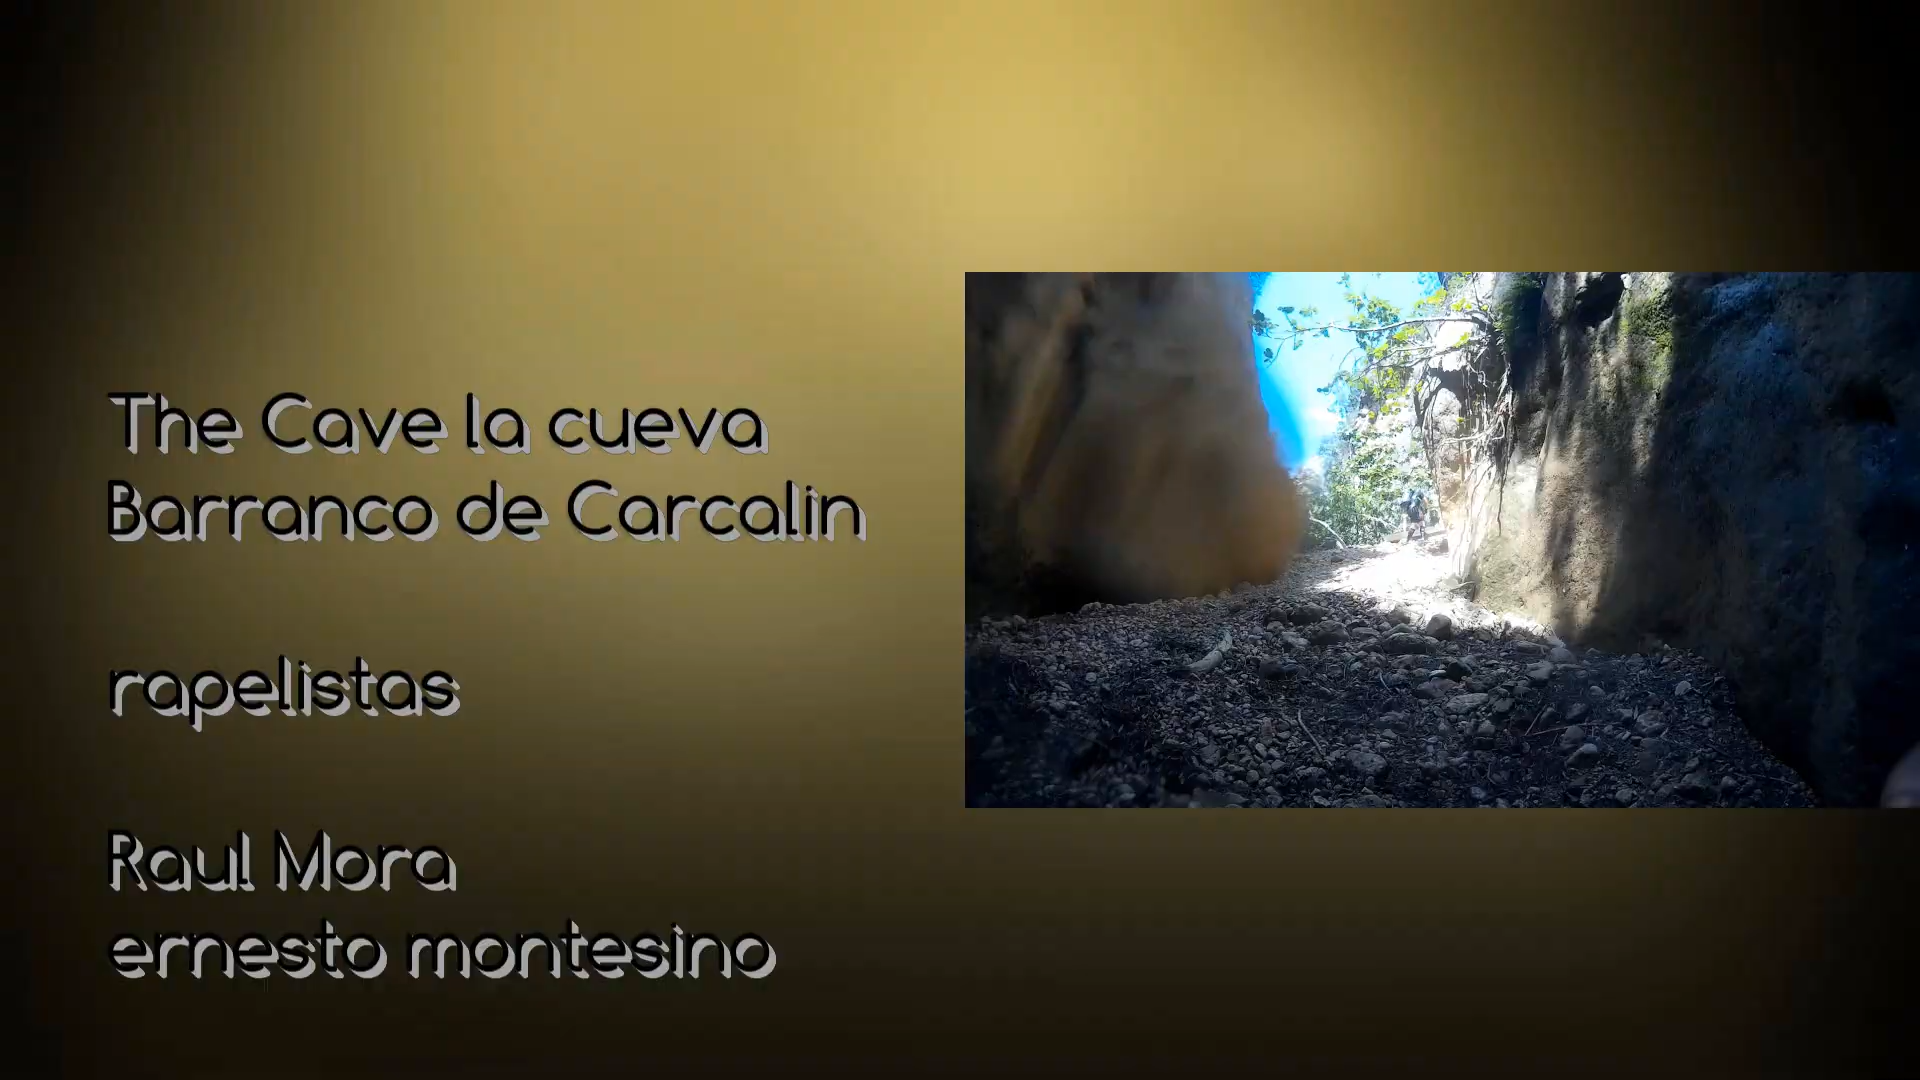 The Cave la cueva
Barranco de Carcalin
rapelistas
Raul Mora
ernesto montesino